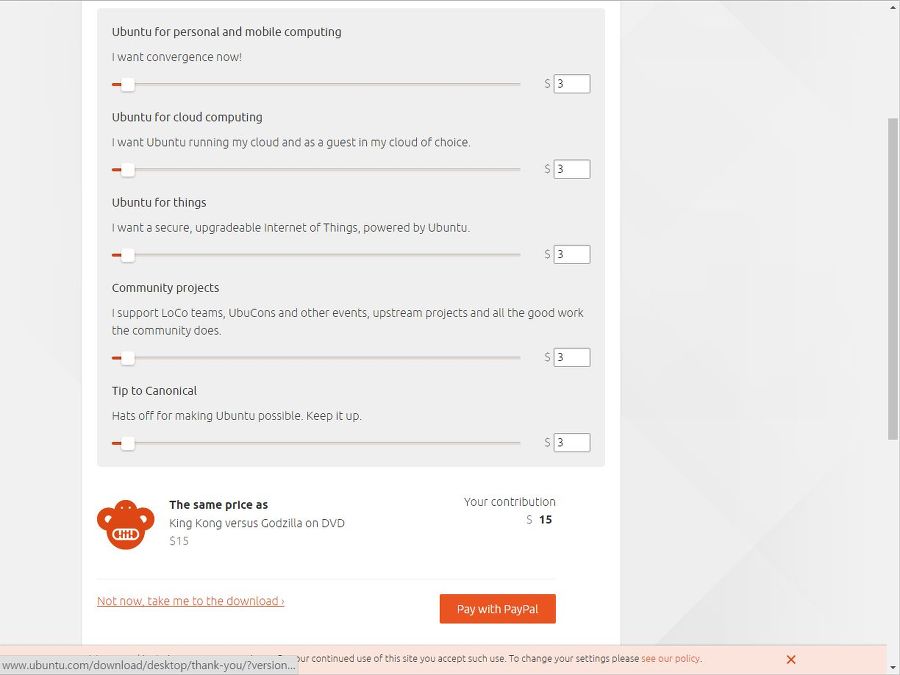 Ubuntu for personal and mobile computing
I want convergence now!
$ 3
Ubuntu for cloud computing
I want Ubuntu running my cloud and as a guest in my cloud of choice.
$ 3
Ubuntu for things
I want a secure, upgradeable Internet of Things, powered by Ubuntu.
$ 3
Community projects
I support LoCo teams, UbuCons and other events, upstream projects and all the good work
the community does.
$ 3
Tip to Canonical
Hats off for making Ubuntu possible. Keep it up.
$ 3
The same price as
King Kong versus Godzilla on DVD
$15
Your contribution
$ 15
Not now, take me to the download ›
Pay with PayPal
our continued use of this site you accept such use. To change your settings please see our policy.
www.ubuntu.com/download/desktop/thank-you/?version...